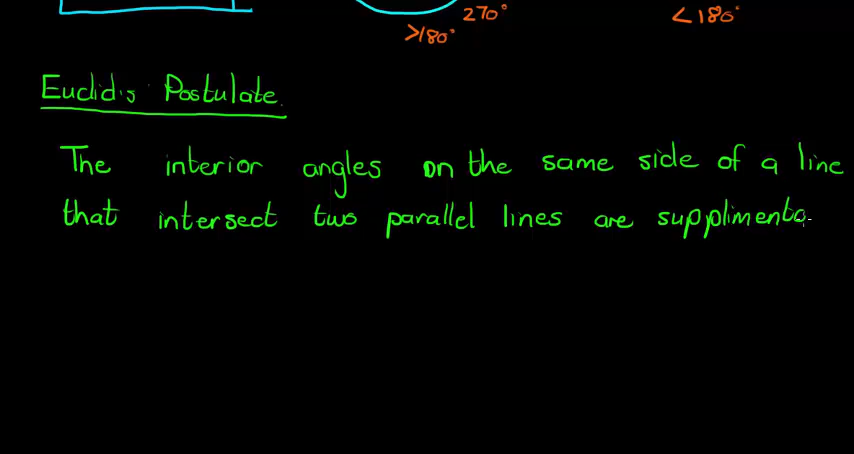 270°
>180°
<180°
Euclid's Postulate.
The interior angles on the same side of a line
that intersect two parallel lines are supplimenta